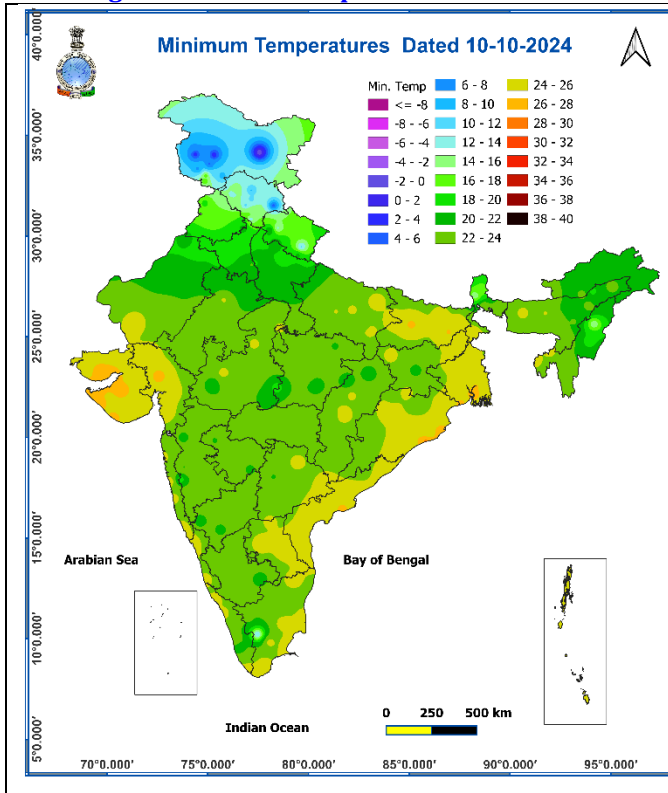 Minimum Temperatures Dated 10-10-2024
Min. Temp
<= -8
-8 - -6
-6 - -4
-4 - -2
-2 - 0
0 - 2
2 - 4
4 - 6
6 - 8
8 - 10
10 - 12
12 - 14
14 - 16
16 - 18
18 - 20
20 - 22
22 - 24
24 - 26
26 - 28
28 - 30
30 - 32
32 - 34
34 - 36
36 - 38
38 - 40
40°0.000'
35°0.000'
30°0.000'
25°0.000'
20°0.000'
15°0.000'
10°0.000'
5°0.000'
Arabian Sea
Bay of Bengal
Indian Ocean
0 250 500 km
70°0.000' 75°0.000' 80°0.000' 85°0.000' 90°0.000' 95°0.000'